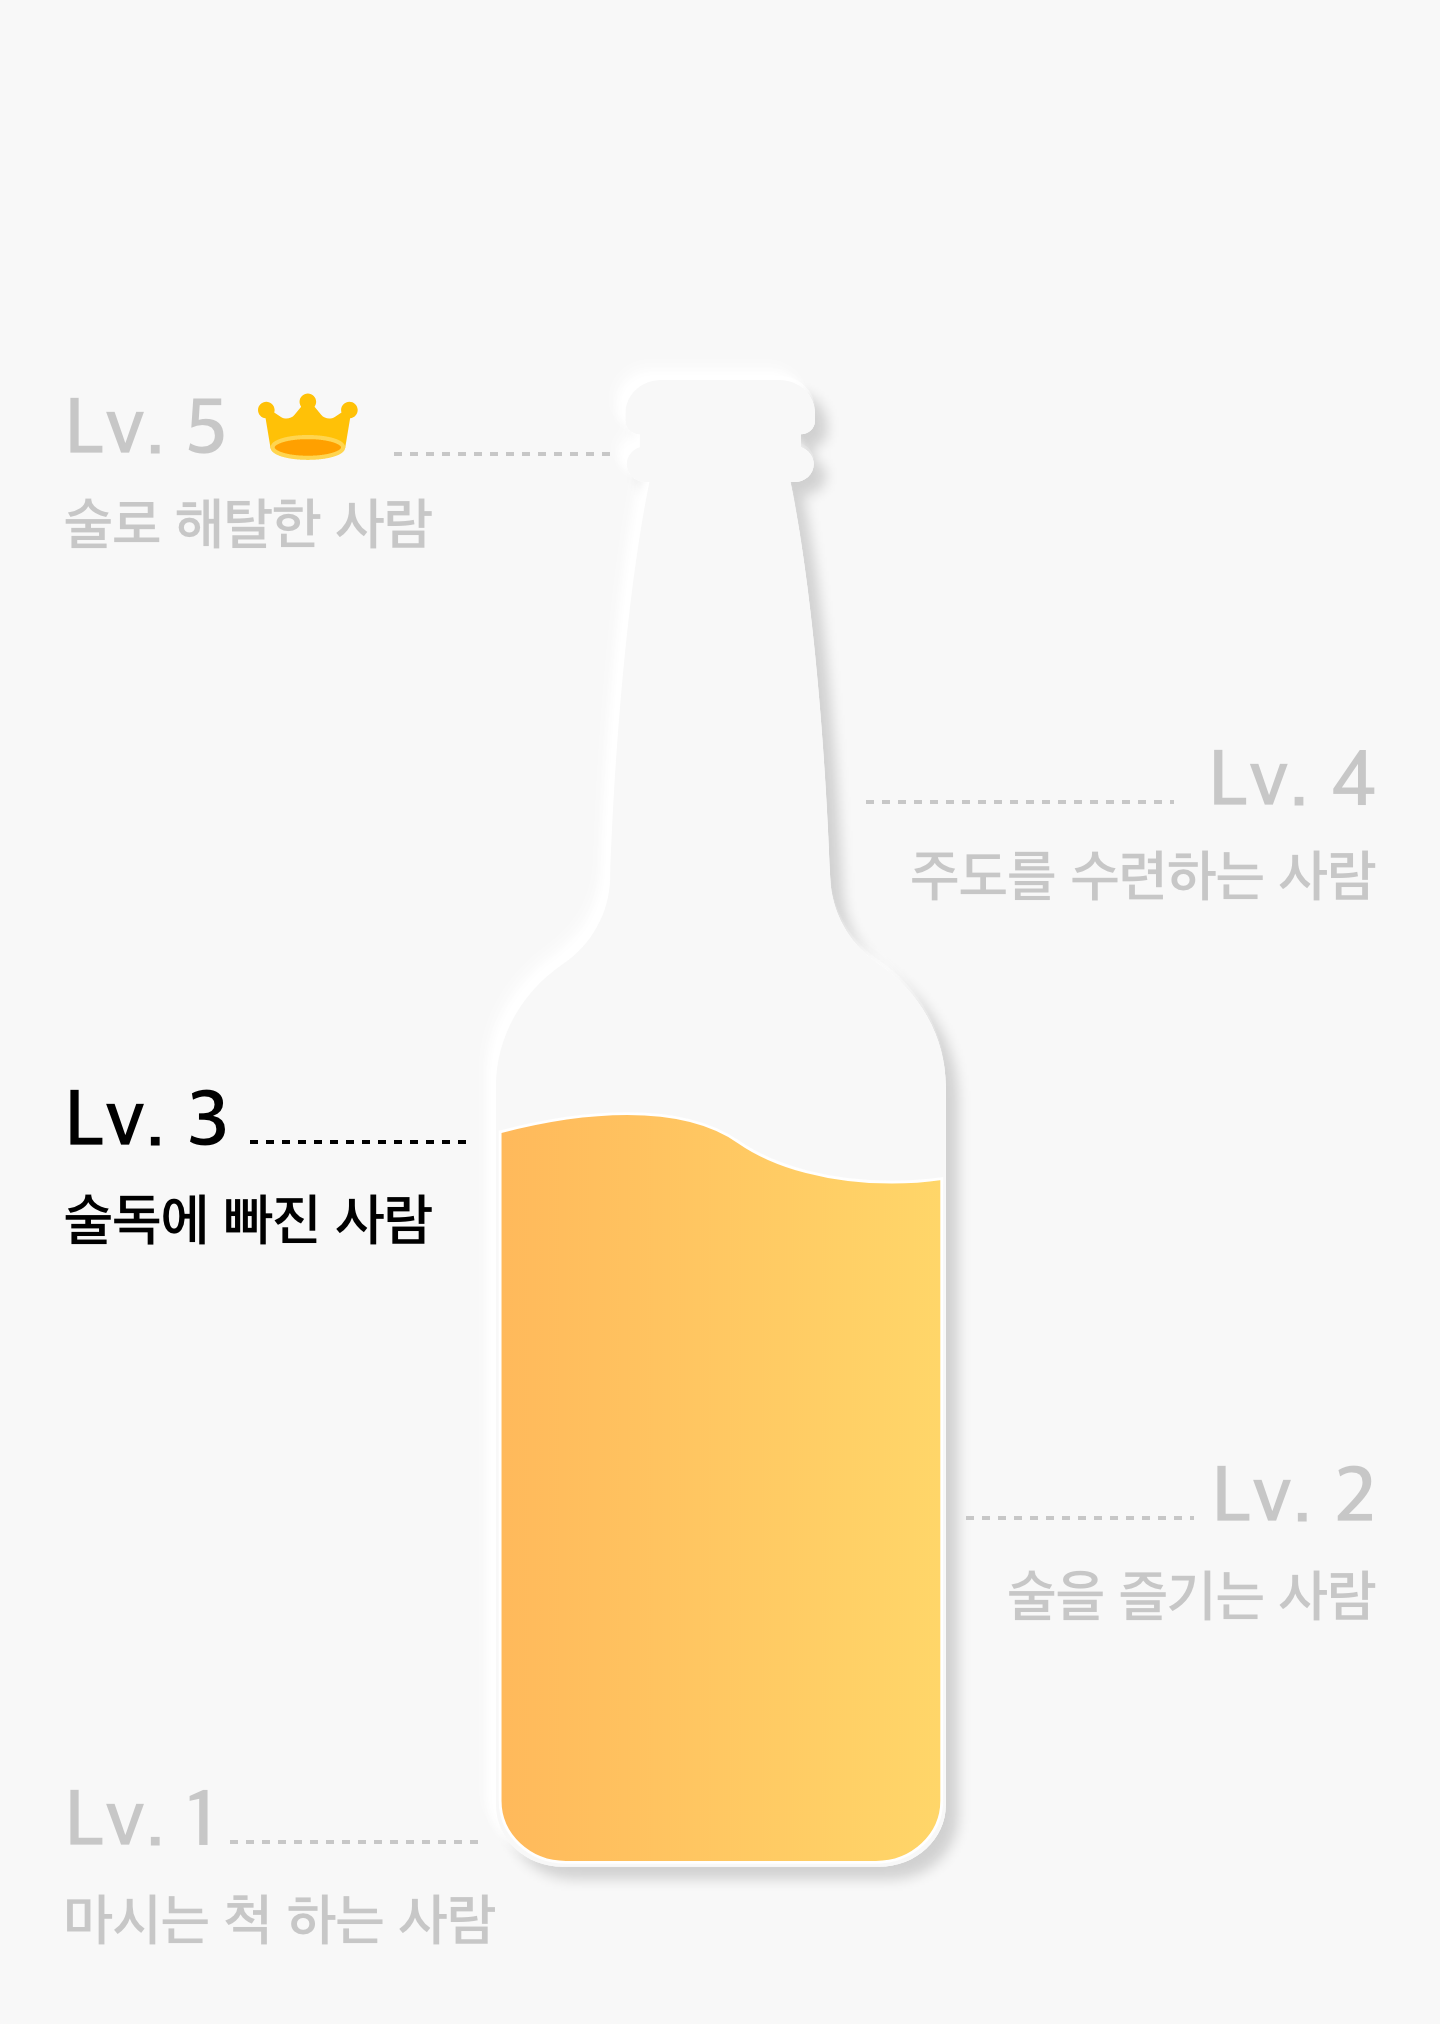 Lv. 5
술로 해탈한 사람
Lv. 4
주도를 수련하는 사람
Lv. 3
술독에 빠진 사람
Lv. 2
술을 즐기는 사람
Lv. 1
마시는 척 하는 사람